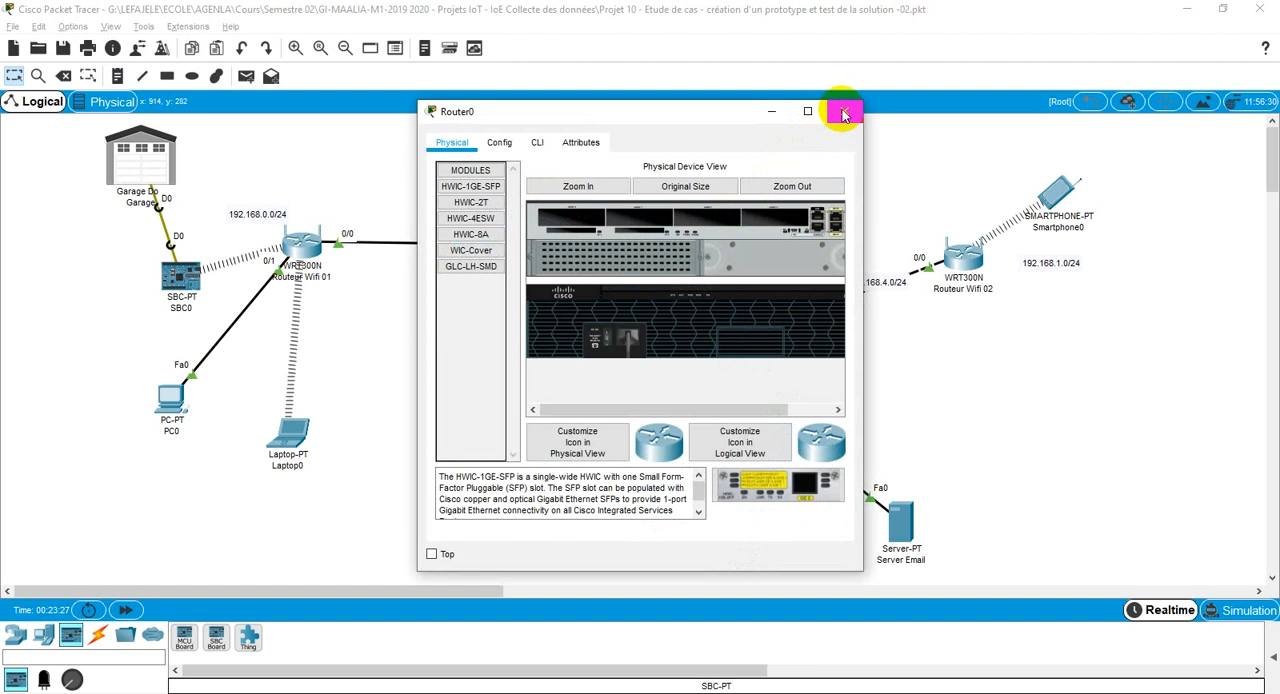 Cisco Packet Tracer - G:\LEFAJELE\ECOLE\AGENLA\Cours\Semestre 02\GI-MAALIA-M1-2019 2020 - Projets IoT - IoE Collecte des données\Projet 10 - Etude de cas - création d'un prototype et test de la solution -02.pkt
File Edit Options View Tools Extensions Help
Logical Physical x: 914, y: 282 [Root] 11:56:30
Router0
Physical Config CLI Attributes
MODULES
HWIC-1GE-SFP
HWIC-2T
HWIC-4ESW
HWIC-8A
WIC-Cover
GLC-LH-SMD
Physical Device View
Zoom In Original Size Zoom Out
CISCO
Customize
Icon in
Physical View
Customize
Icon in
Logical View
The HWIC-1GE-SFP is a single-wide HWIC with one Small Form-
Factor Pluggable (SFP) slot. The SFP slot can be populated with
Cisco copper and optical Gigabit Ethernet SFPs to provide 1-port
Gigabit Ethernet connectivity on all Cisco Integrated Services
Top
Garage Do
Garage
D0
D0
192.168.0.0/24
0/0
0/1
WRT300N
Routeur Wifi 01
SBC-PT
SBC0
Fa0
PC-PT
PC0
Laptop-PT
Laptop0
SMARTPHONE-PT
Smartphone0
0/0
.168.4.0/24
WRT300N
Routeur Wifi 02
192.168.1.0/24
Fa0
Server-PT
Server Email
Time: 00:23:27
Realtime Simulation
MCU
Board
SBC
Board
Thing
SBC-PT